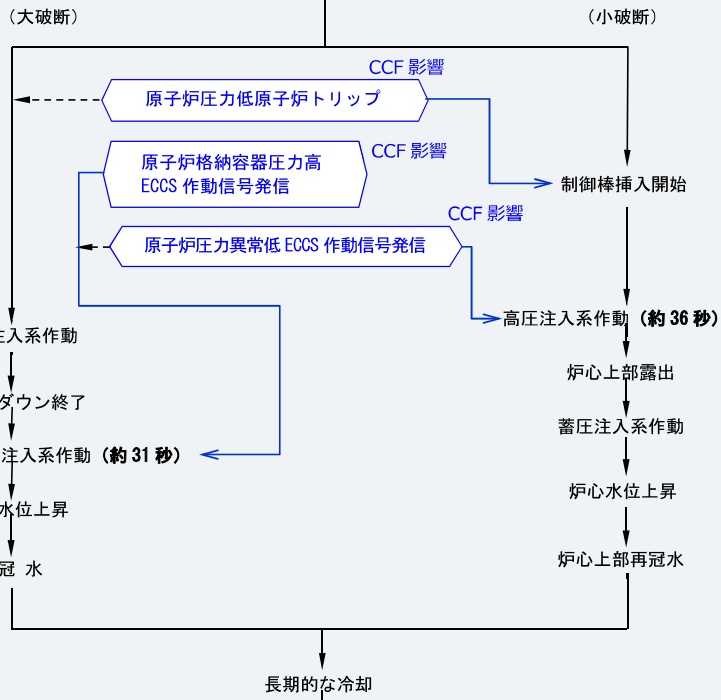 (大破断)
(小破断)
CCF 影響
原子炉圧力低原子炉トリップ
CCF 影響
原子炉格納容器圧力高
ECCS 作動信号発信
制御棒挿入開始
CCF 影響
原子炉圧力異常低 ECCS 作動信号発信
高圧注入系作動 (約 36 秒)
注入系作動
炉心上部露出
ダウン終了
蓄圧注入系作動
注入系作動 (約 31 秒)
炉心水位上昇
水位上昇
炉心上部再冠水
冠 水
長期的な冷却